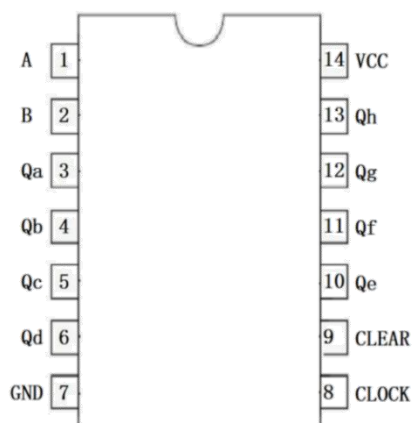 A 1 14 VCC
B 2 13 Qh
Qa 3 12 Qg
Qb 4 11 Qf
Qc 5 10 Qe
Qd 6 9 CLEAR
GND 7 8 CLOCK